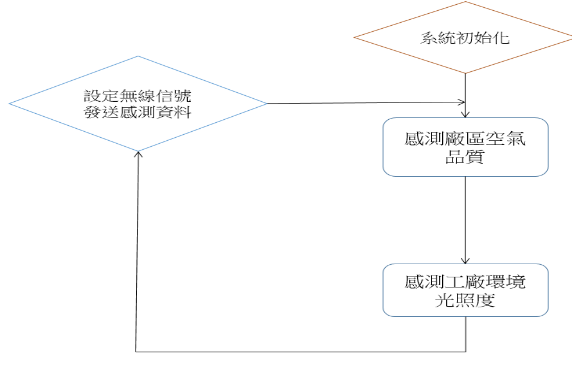 系統初始化
設定無線信號
發送感測資料
感測廠區空氣
品質
感測工廠環境
光照度